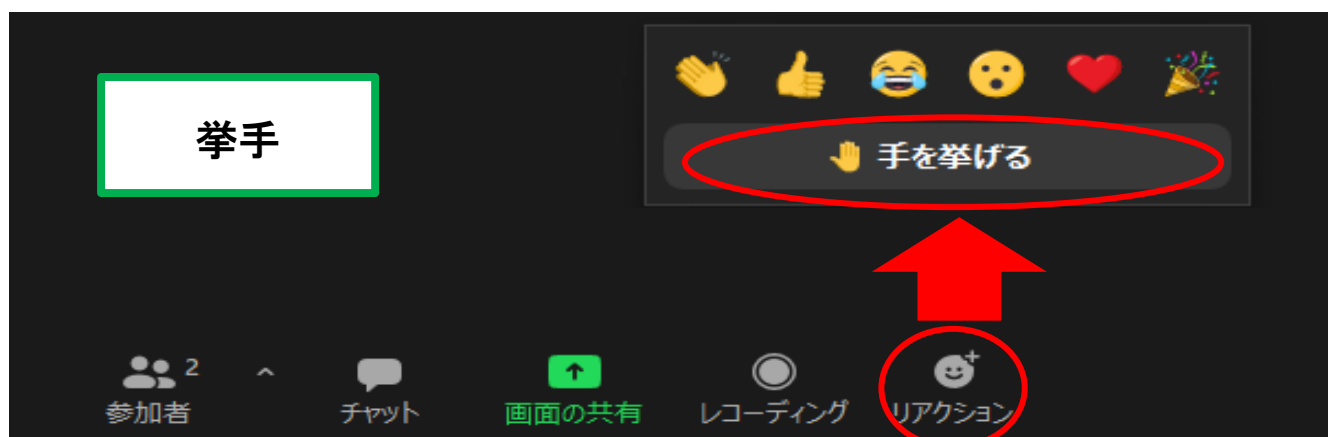 挙手
手を挙げる
2
参加者
チャット
画面の共有
レコーディング
リアクション